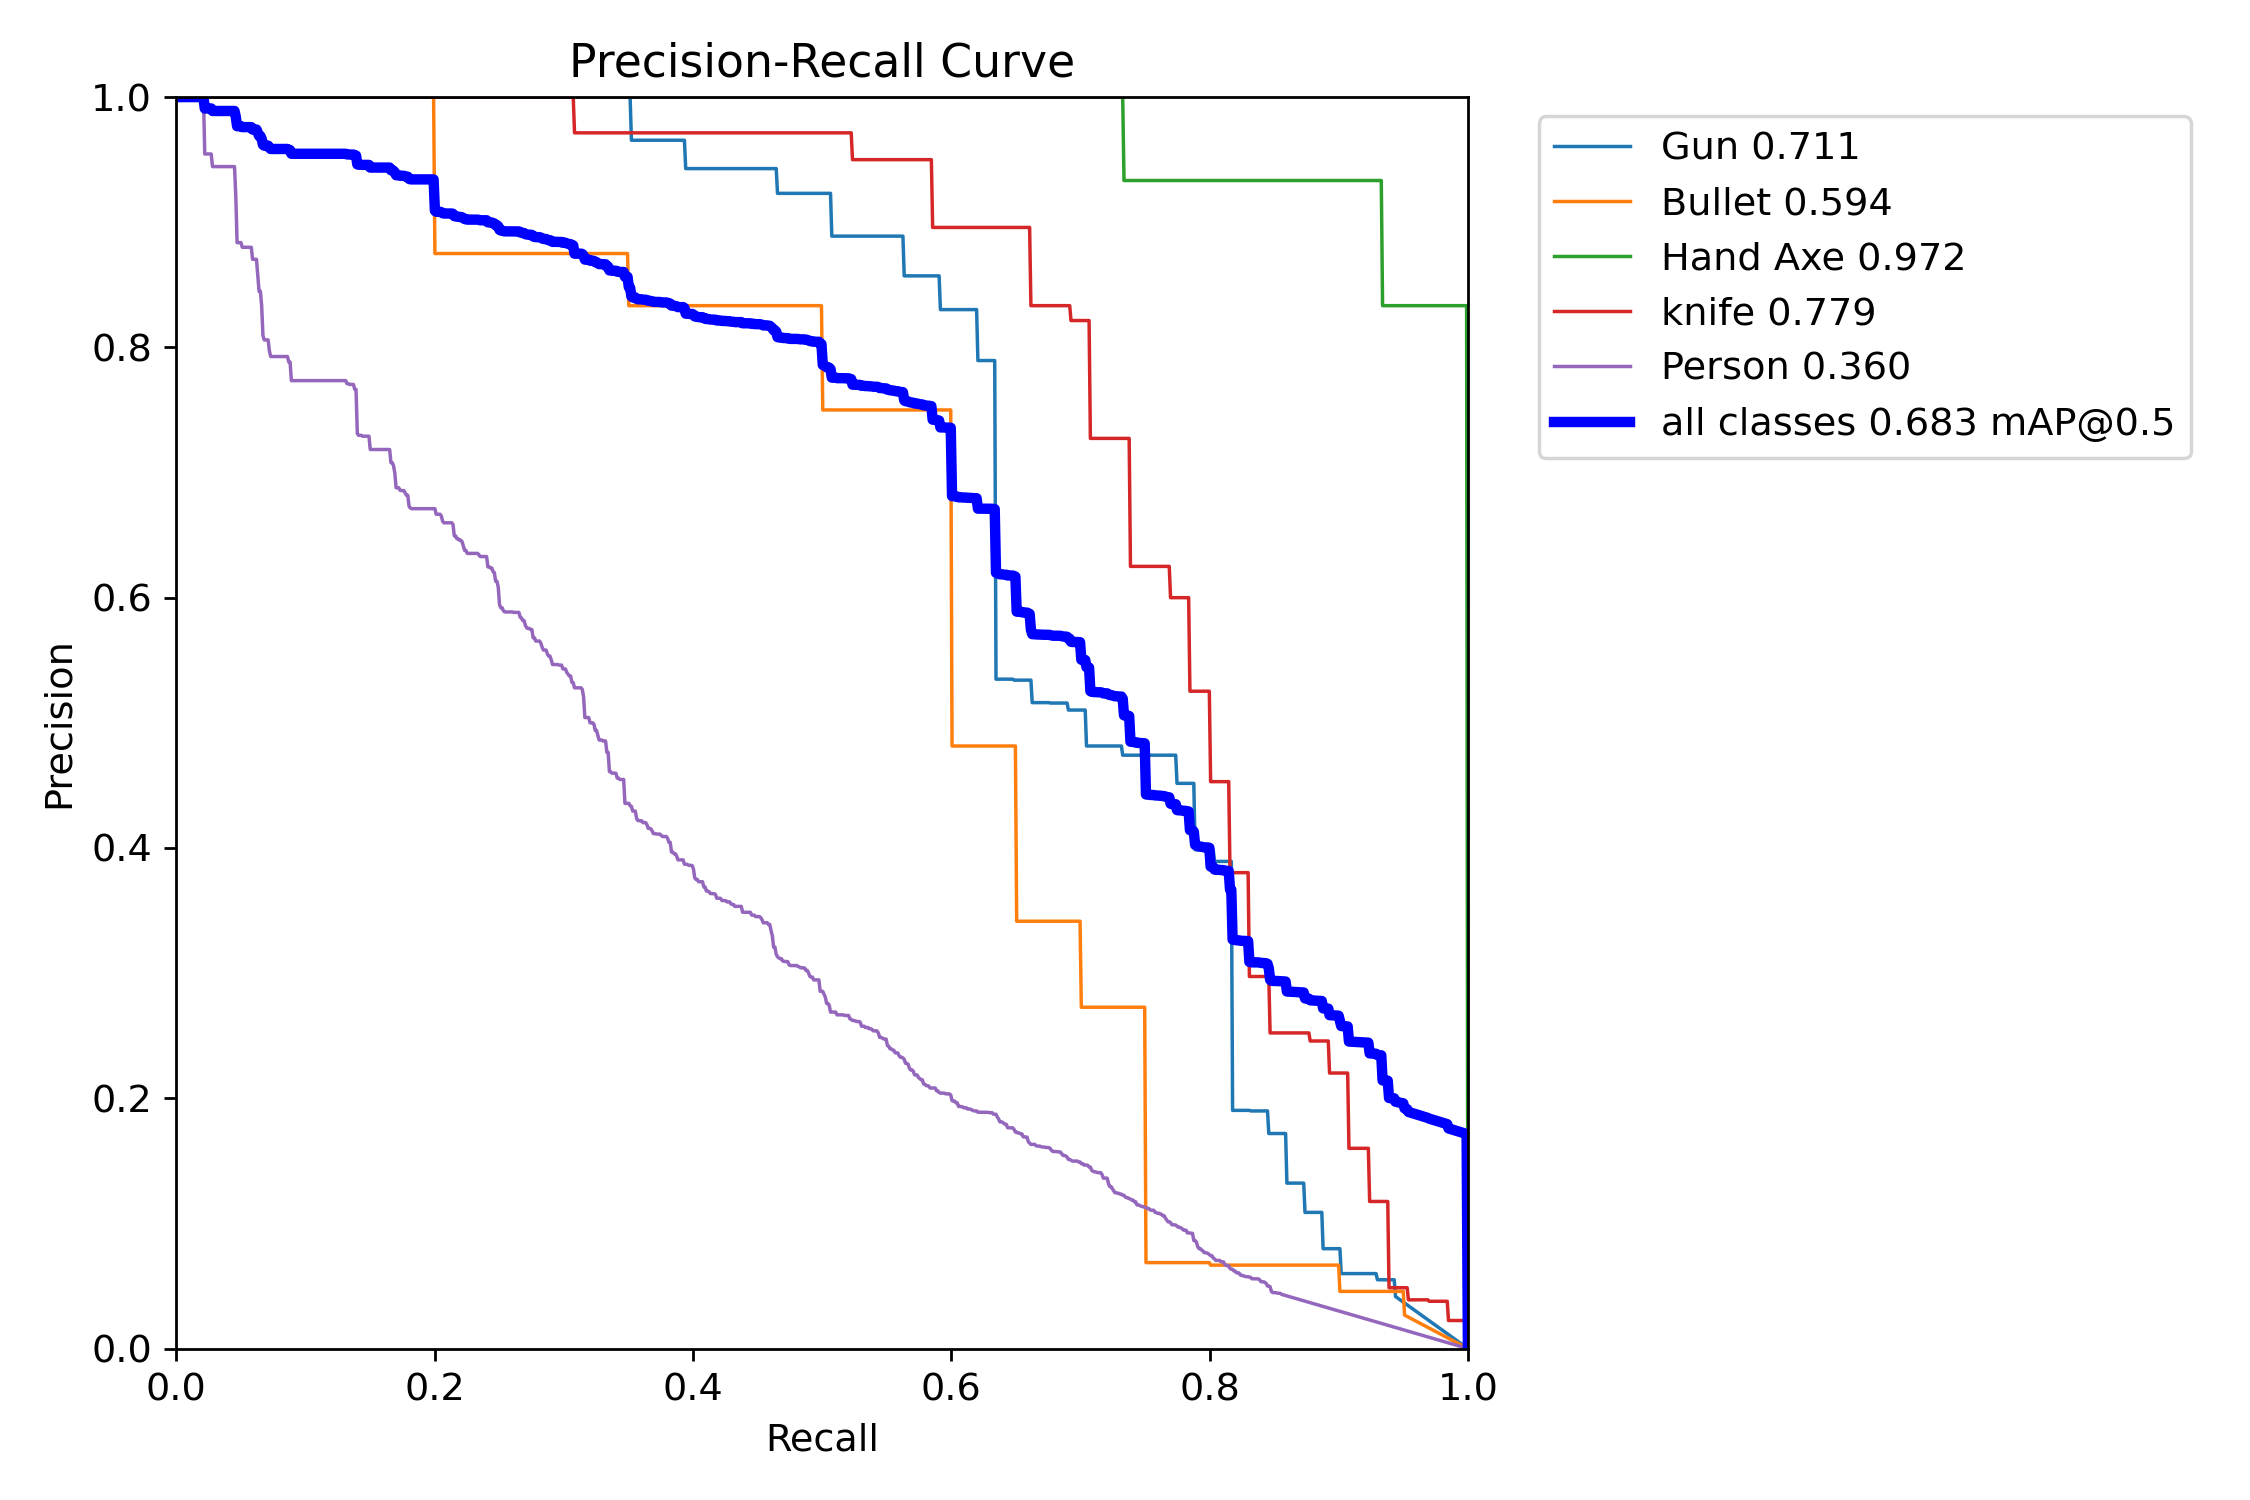 Precision-Recall Curve
1.0
0.8
0.6
0.4
0.2
0.0
Precision
0.0 0.2 0.4 0.6 0.8 1.0
Recall
Gun 0.711
Bullet 0.594
Hand Axe 0.972
knife 0.779
Person 0.360
all classes 0.683 mAP@0.5